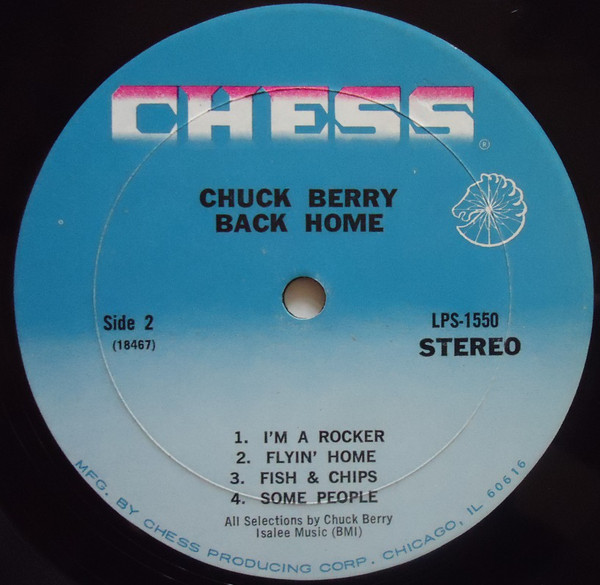 CHESS
®
CHUCK BERRY
BACK HOME
Side 2
(18467)
LPS-1550
STEREO
1. I'M A ROCKER
2. FLYIN' HOME
3. FISH & CHIPS
4. SOME PEOPLE
All Selections by Chuck Berry
Isalee Music (BMI)
MFG. BY CHESS PRODUCING CORP. CHICAGO, IL 60616